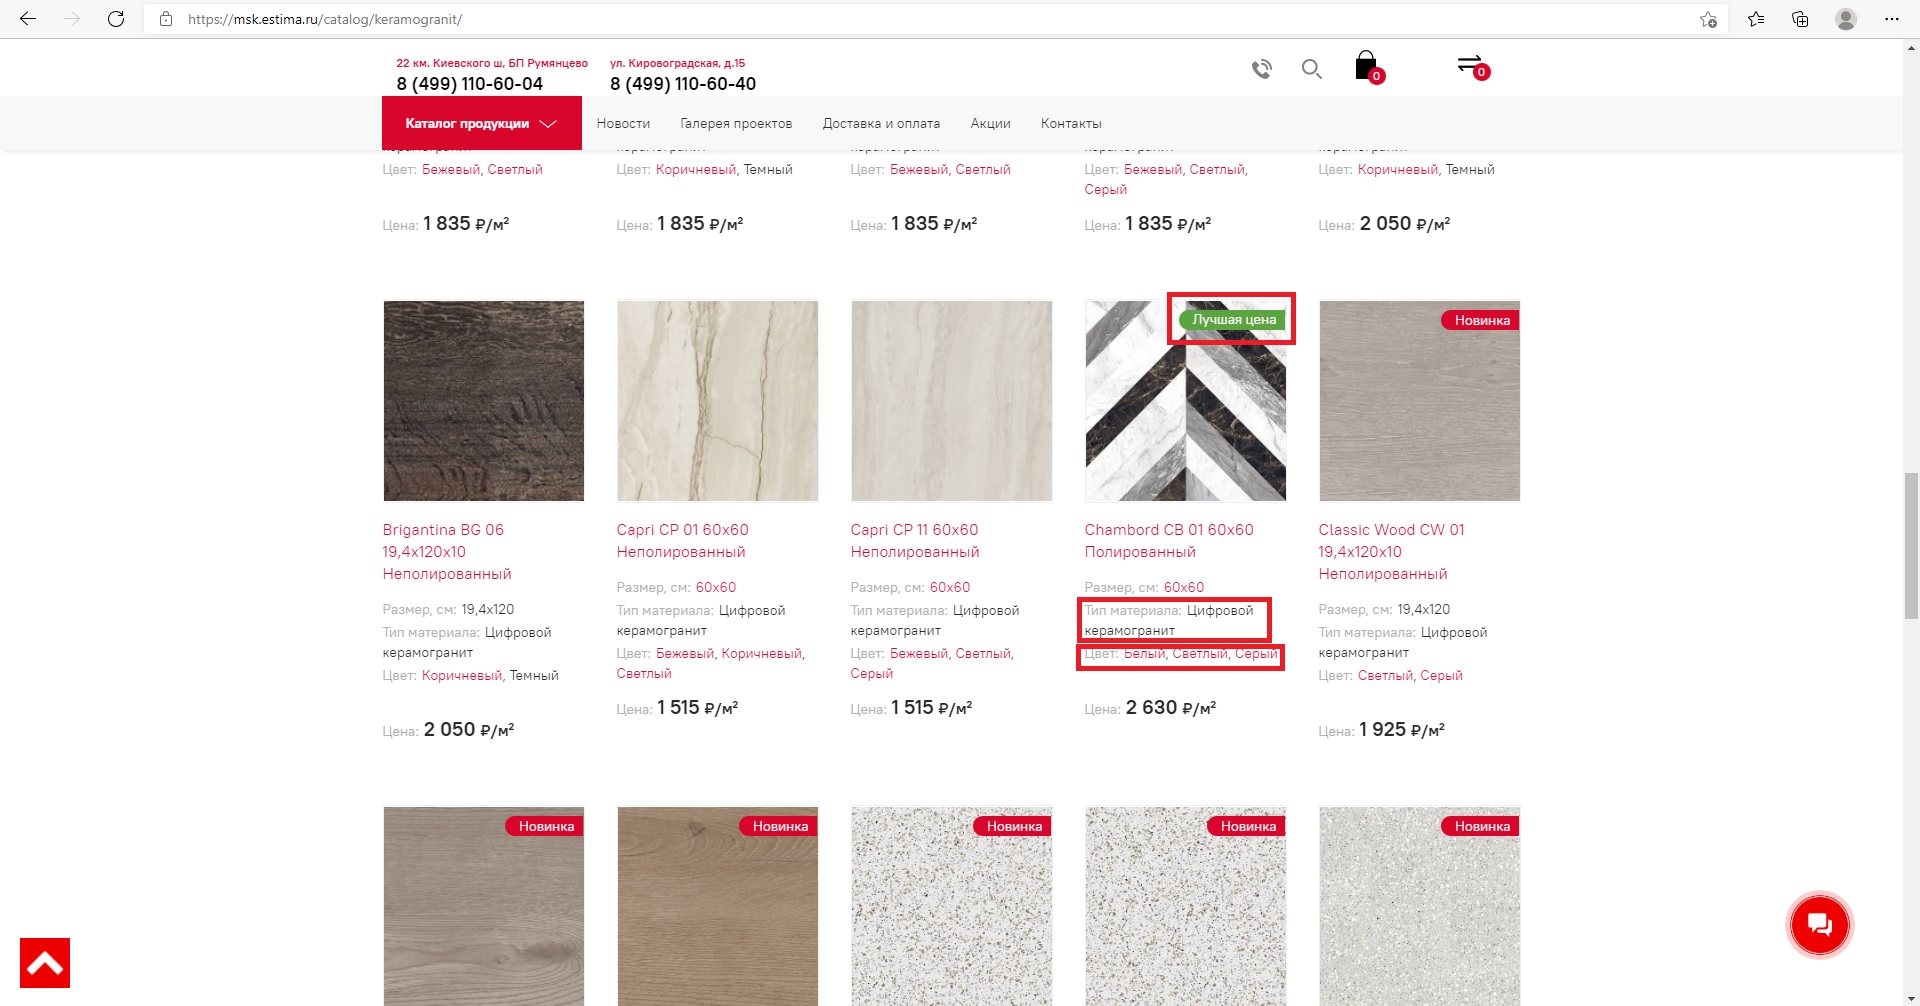 https://msk.estima.ru/catalog/keramogranit/
22 км. Киевского ш, БП Румянцево
8 (499) 110-60-04
ул. Кировоградская, д.15
8 (499) 110-60-40
0
0
Каталог продукции
Новости
Галерея проектов
Доставка и оплата
Акции
Контакты
керамогранит
керамогранит
керамогранит
керамогранит
керамогранит
Цвет: Бежевый, Светлый
Цвет: Коричневый, Темный
Цвет: Бежевый, Светлый
Цвет: Бежевый, Светлый,
Серый
Цвет: Коричневый, Темный
Цена: 1 835 ₽/м²
Цена: 1 835 ₽/м²
Цена: 1 835 ₽/м²
Цена: 1 835 ₽/м²
Цена: 2 050 ₽/м²
Лучшая цена
Новинка
Brigantina BG 06
19,4x120x10
Неполированный
Размер, см: 19,4x120
Тип материала: Цифровой
керамогранит
Цвет: Коричневый, Темный
Цена: 2 050 ₽/м²
Capri CP 01 60x60
Неполированный
Размер, см: 60x60
Тип материала: Цифровой
керамогранит
Цвет: Бежевый, Коричневый,
Светлый
Цена: 1 515 ₽/м²
Capri CP 11 60x60
Неполированный
Размер, см: 60x60
Тип материала: Цифровой
керамогранит
Цвет: Бежевый, Светлый,
Серый
Цена: 1 515 ₽/м²
Chambord CB 01 60x60
Полированный
Размер, см: 60x60
Тип материала: Цифровой
керамогранит
Цвет: Белый, Светлый, Серый
Цена: 2 630 ₽/м²
Classic Wood CW 01
19,4x120x10
Неполированный
Размер, см: 19,4x120
Тип материала: Цифровой
керамогранит
Цвет: Светлый, Серый
Цена: 1 925 ₽/м²
Новинка
Новинка
Новинка
Новинка
Новинка